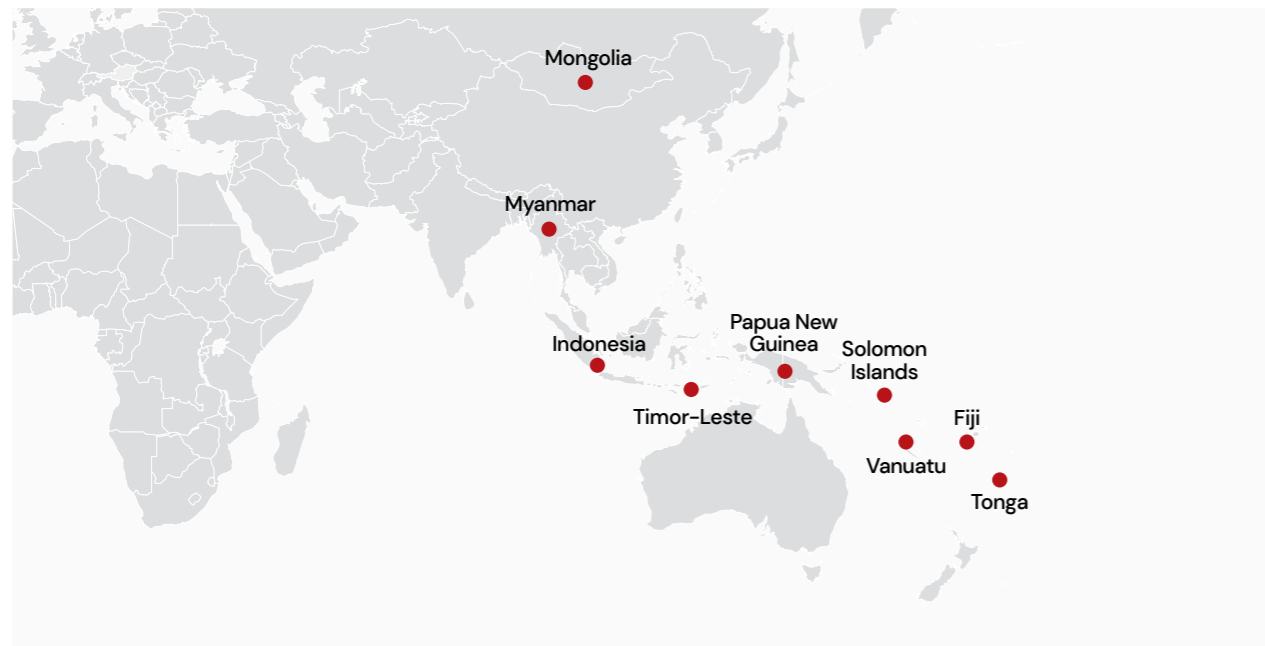 Mongolia
Myanmar
Indonesia
Timor-Leste
Papua New
Guinea
Solomon
Islands
Fiji
Vanuatu
Tonga